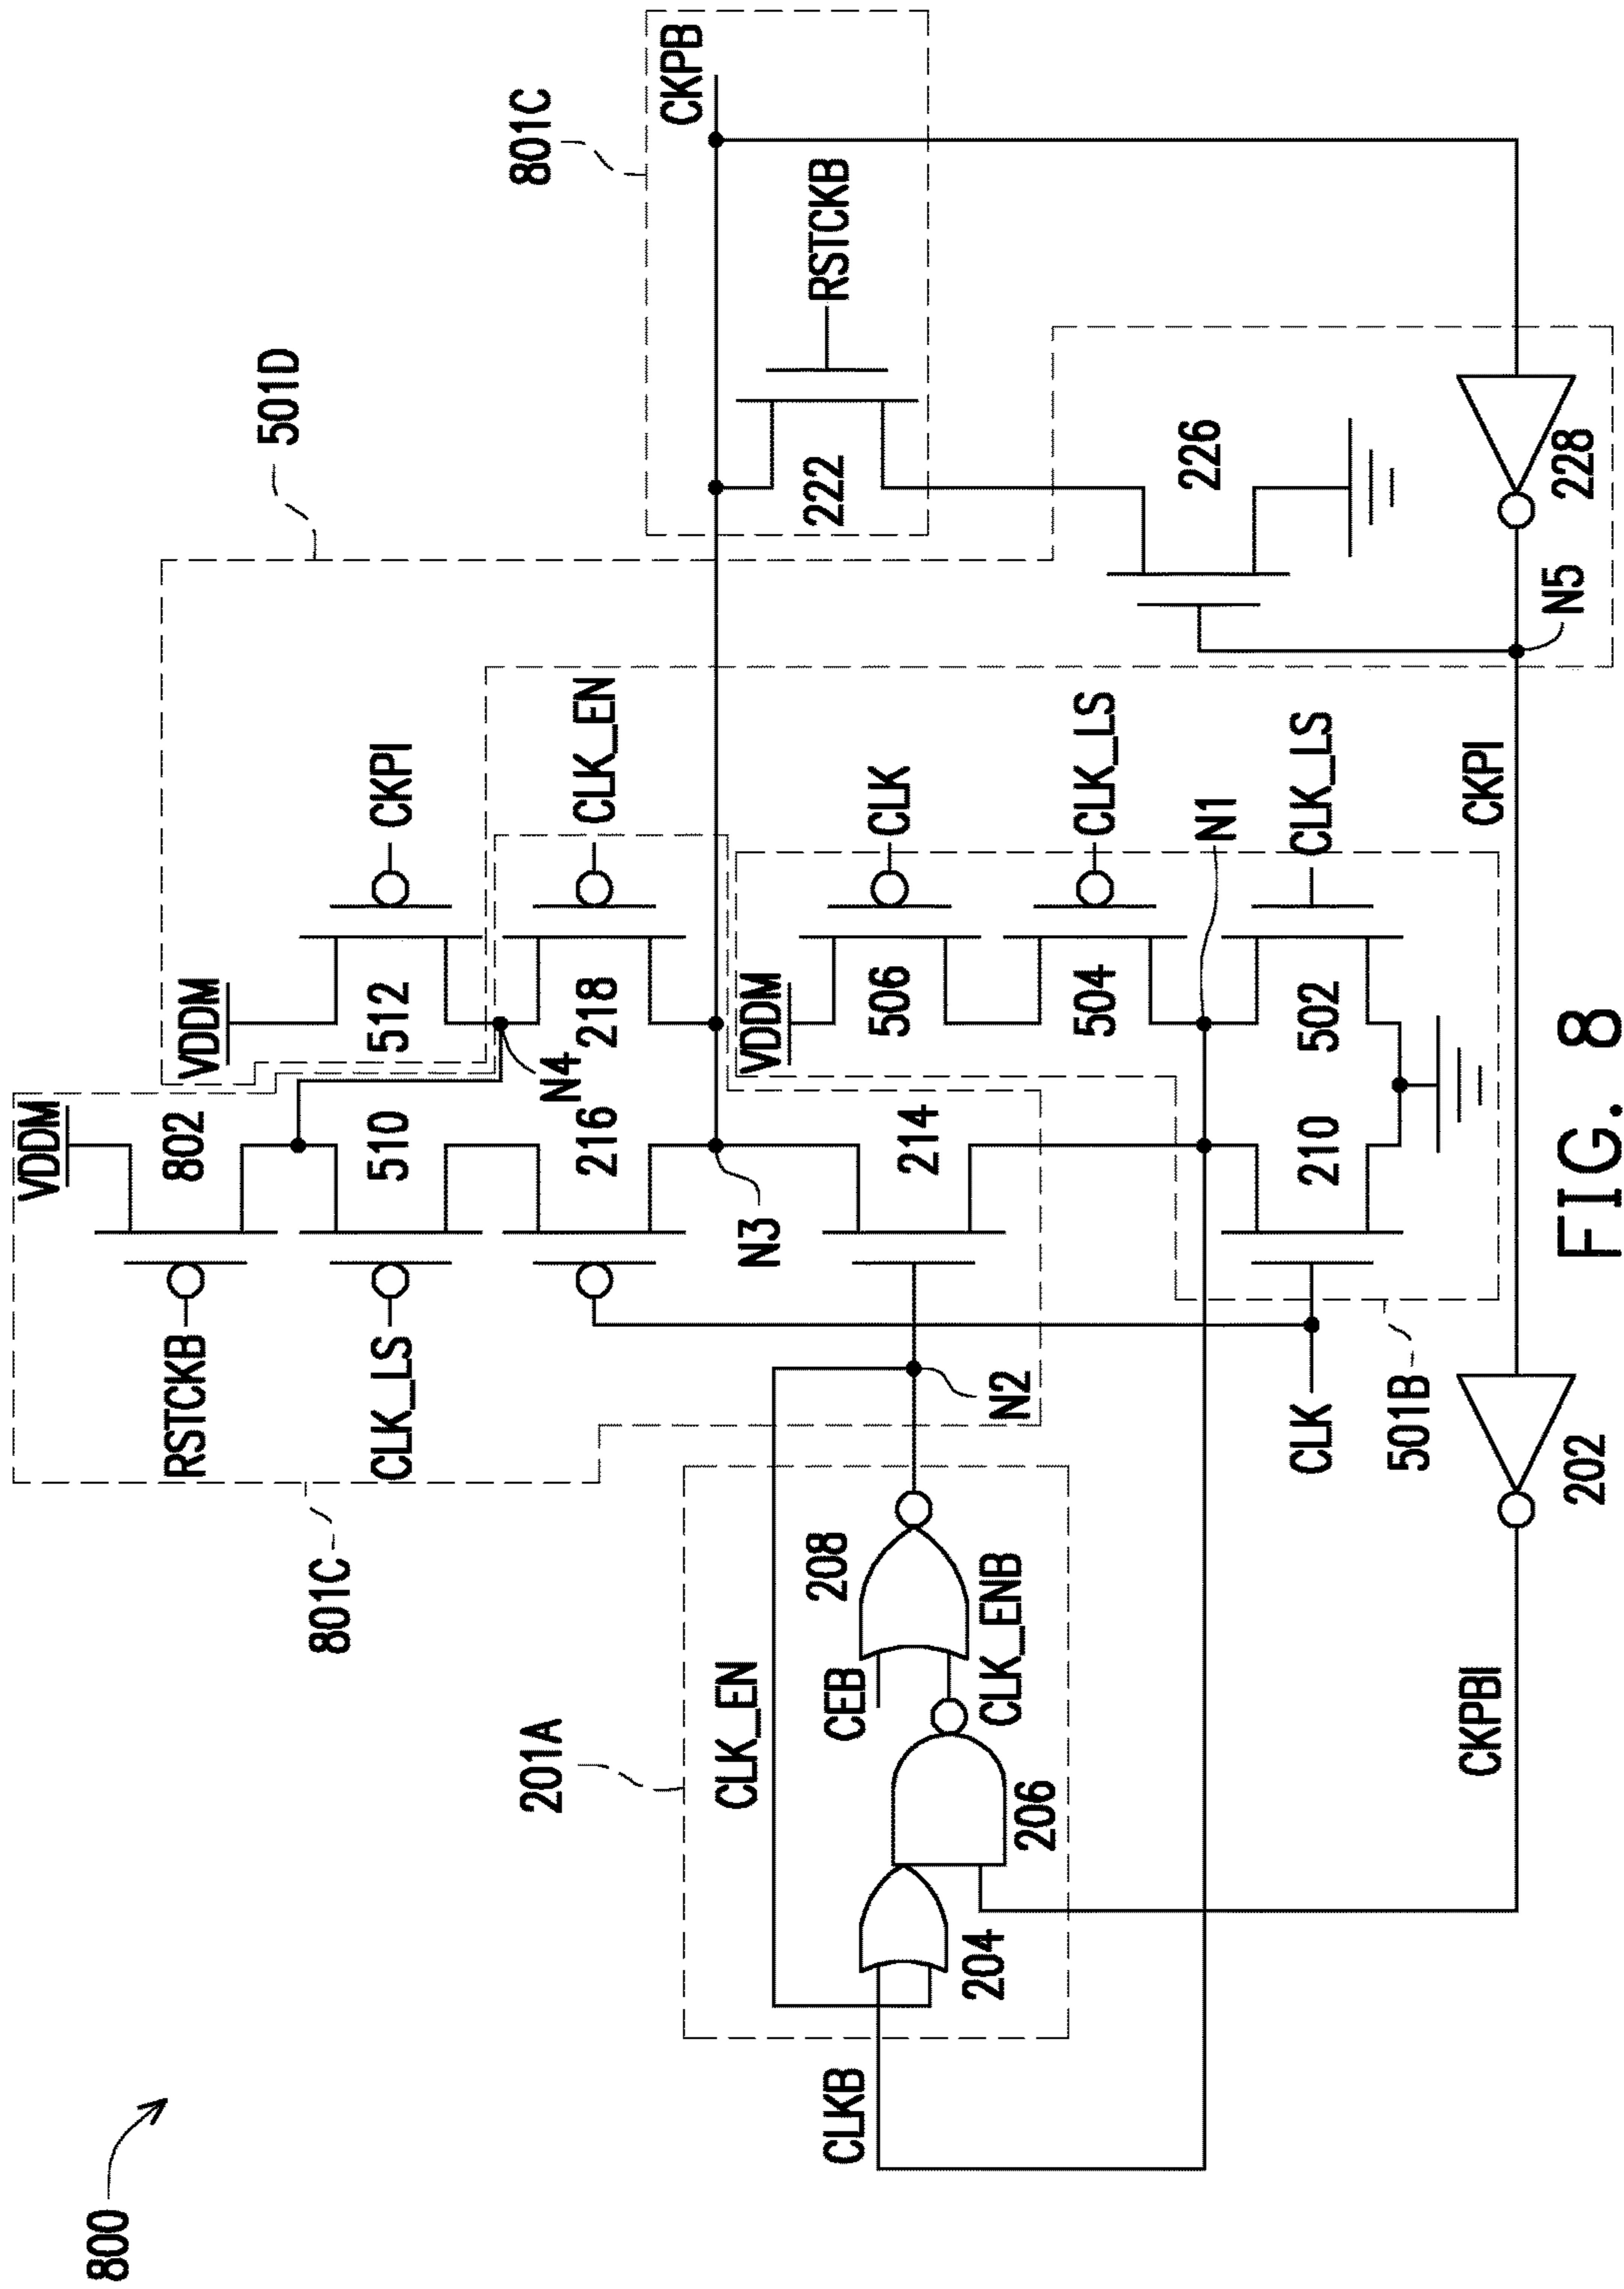 800
801C
CKPB
RSTCKB
222
501D
226
228
N5
VDDM
CKPI
512
CLK_EN
218
N4
VDDM
802
510
216
RSTCKB
CLK_LS
801C
N3
214
N2
VDDM
CLK
506
CLK_LS
504
N1
CLK_LS
502
210
CLK
501B
CKPI
201A
CLK_EN
208
CEB
CLK_ENB
206
204
CLKB
CKPBI
202
FIG. 8